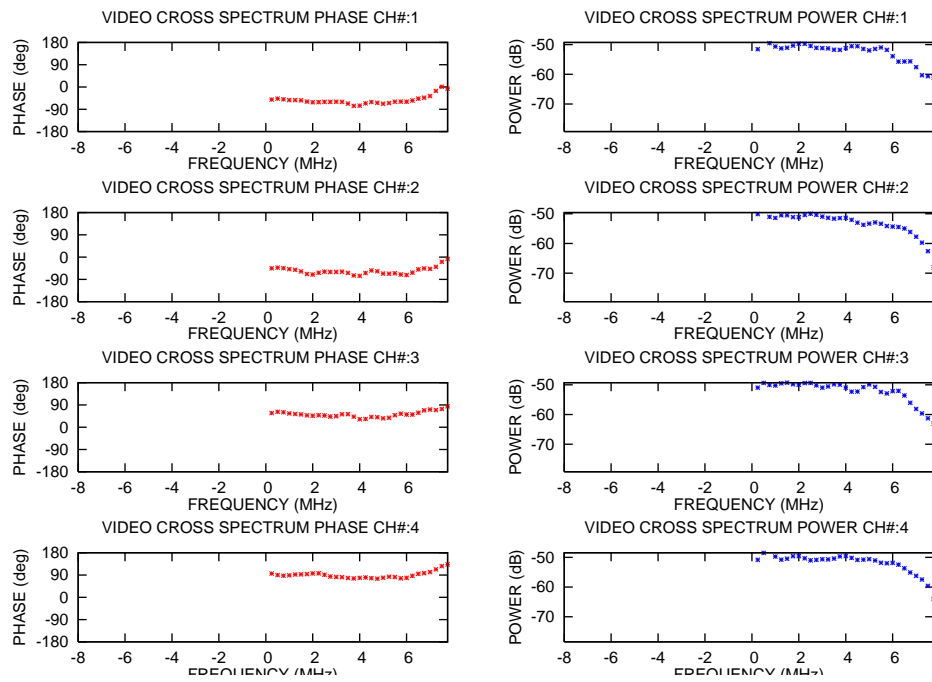 VIDEO CROSS SPECTRUM PHASE CH#:1
PHASE (deg)
180
90
0
-90
-180
-8 -6 -4 -2 0 2 4 6
FREQUENCY (MHz)
VIDEO CROSS SPECTRUM POWER CH#:1
POWER (dB)
-50
-60
-70
-8 -6 -4 -2 0 2 4 6
FREQUENCY (MHz)
VIDEO CROSS SPECTRUM PHASE CH#:2
PHASE (deg)
180
90
0
-90
-180
-8 -6 -4 -2 0 2 4 6
FREQUENCY (MHz)
VIDEO CROSS SPECTRUM POWER CH#:2
POWER (dB)
-50
-60
-70
-8 -6 -4 -2 0 2 4 6
FREQUENCY (MHz)
VIDEO CROSS SPECTRUM PHASE CH#:3
PHASE (deg)
180
90
0
-90
-180
-8 -6 -4 -2 0 2 4 6
FREQUENCY (MHz)
VIDEO CROSS SPECTRUM POWER CH#:3
POWER (dB)
-50
-60
-70
-8 -6 -4 -2 0 2 4 6
FREQUENCY (MHz)
VIDEO CROSS SPECTRUM PHASE CH#:4
PHASE (deg)
180
90
0
-90
-180
-8 -6 -4 -2 0 2 4 6
FREQUENCY (MHz)
VIDEO CROSS SPECTRUM POWER CH#:4
POWER (dB)
-50
-60
-70
-8 -6 -4 -2 0 2 4 6
FREQUENCY (MHz)